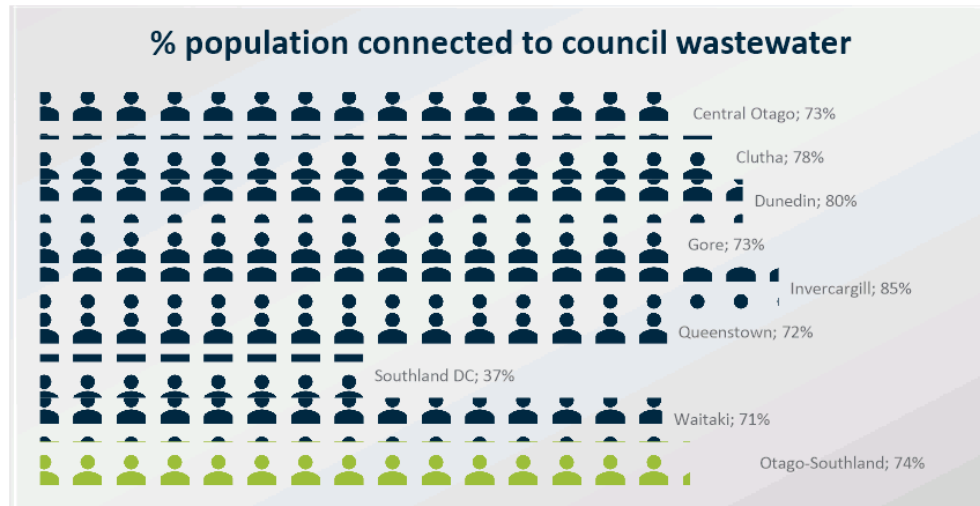 % population connected to council wastewater
Central Otago; 73%
Clutha; 78%
Dunedin; 80%
Gore; 73%
Invercargill; 85%
Queenstown; 72%
Southland DC; 37%
Waitaki; 71%
Otago-Southland; 74%